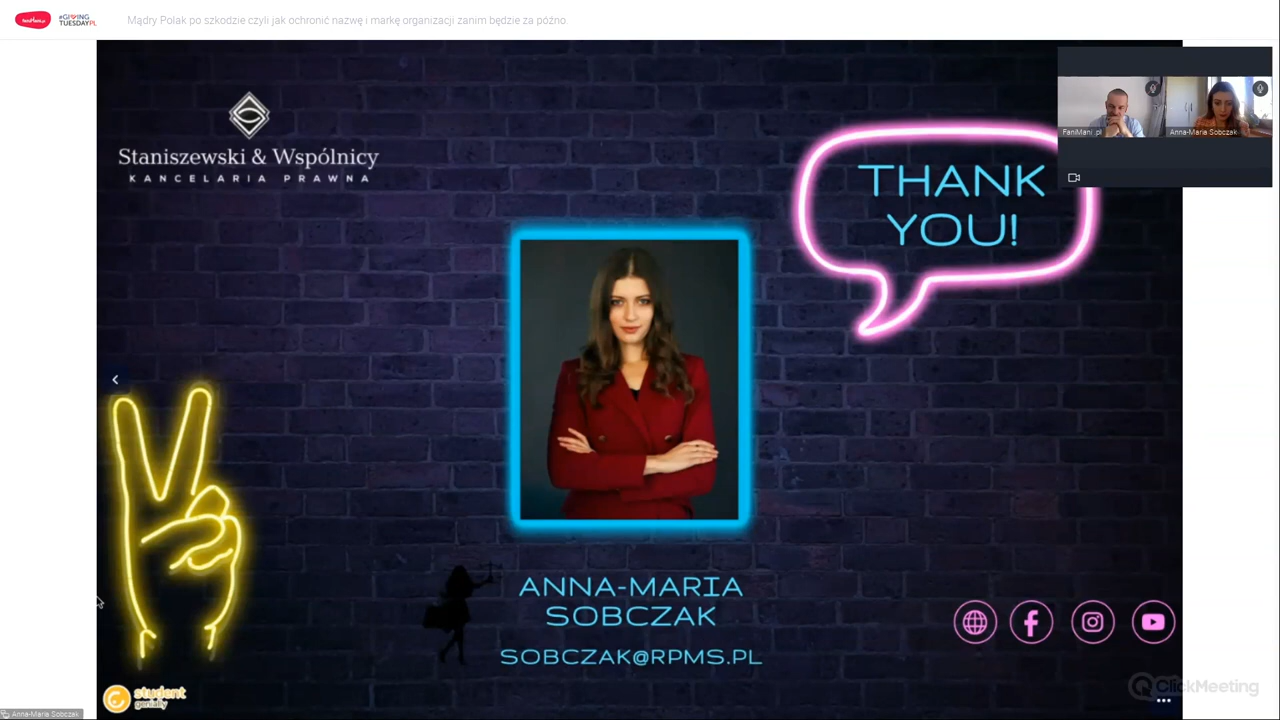 FaniMani.pl
#GIVING
TUESDAYPL
Mądry Polak po szkodzie czyli jak ochronić nazwę i markę organizacji zanim będzie za późno
Staniszewski & Wspólnicy
KANCELARIA PRAWNA
FaniMani .pl
Anna-Maria Sobczak
THANK
YOU!
ANNA-MARIA
SOBCZAK
SOBCZAK@RPMS.PL
student
genially
ClickMeeting
Anna-Maria Sobczak